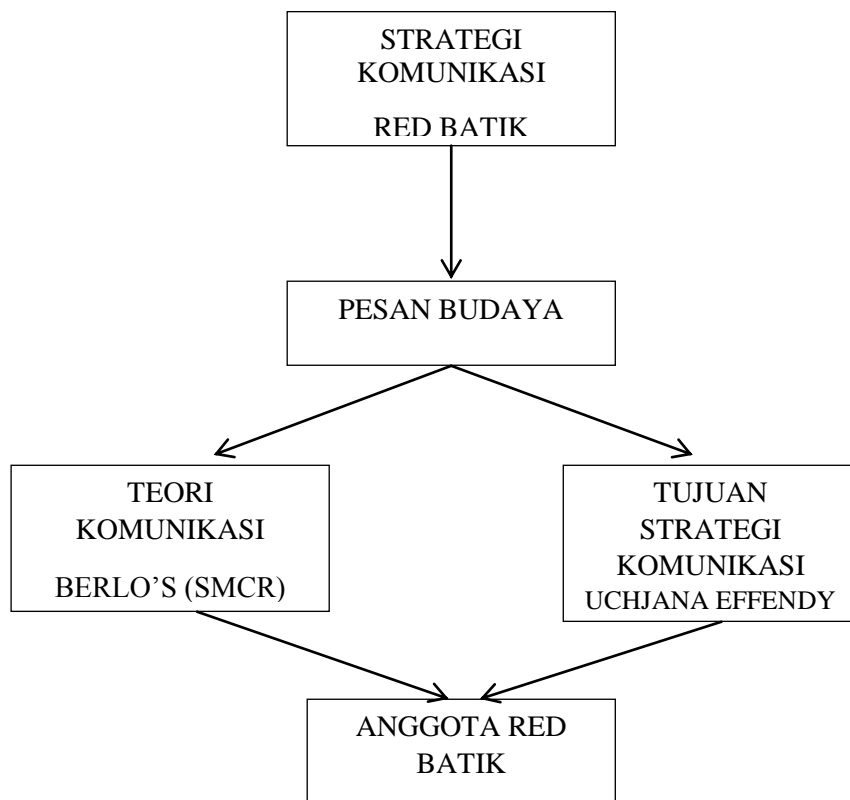 STRATEGI
KOMUNIKASI
RED BATIK
PESAN BUDAYA
TEORI
KOMUNIKASI
BERLO’S (SMCR)
TUJUAN
STRATEGI
KOMUNIKASI
UCHJANA EFFENDY
ANGGOTA RED
BATIK